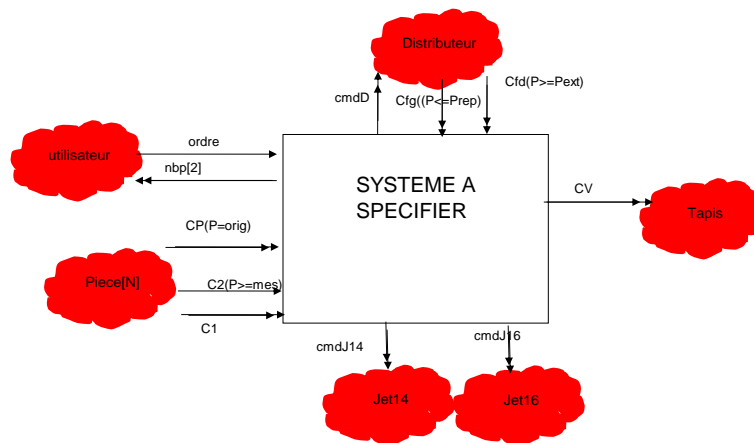 Distributeur
Cfd(P>=Pext)
cmdD
Cfg((P<=Prep)
ordre
utilisateur
nbp[2]
SYSTEME A
SPECIFIER
CV
Tapis
CP(P=orig)
Piece[N]
C2(P>=mes)
C1
cmdJ14
cmdJ16
Jet14
Jet16